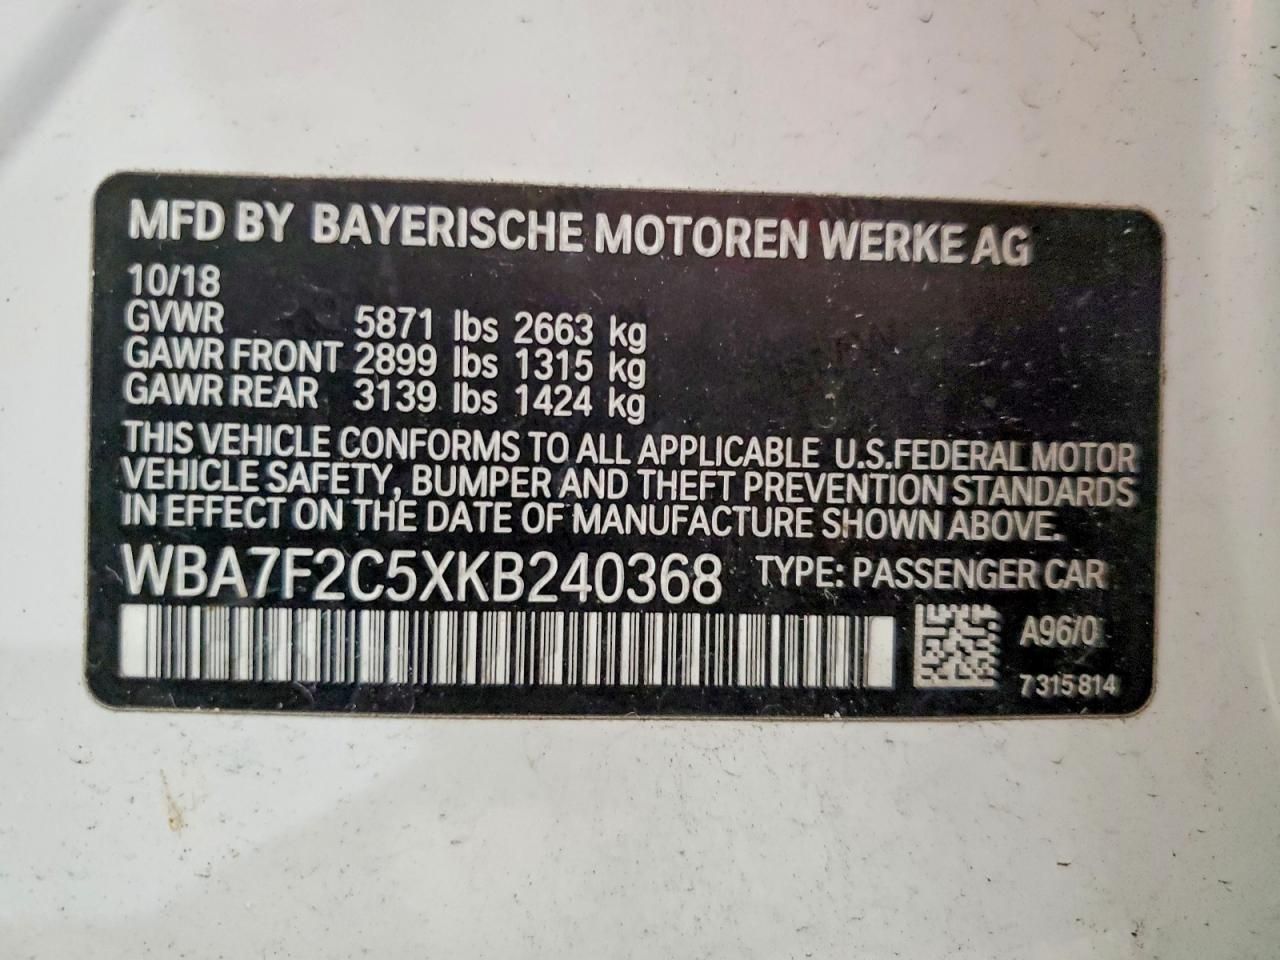 MFD BY BAYERISCHE MOTOREN WERKE AG
10/18
GVWR 5871 lbs 2663 kg
GAWR FRONT 2899 lbs 1315 kg
GAWR REAR 3139 lbs 1424 kg
THIS VEHICLE CONFORMS TO ALL APPLICABLE U.S.FEDERAL MOTOR
VEHICLE SAFETY, BUMPER AND THEFT PREVENTION STANDARDS
IN EFFECT ON THE DATE OF MANUFACTURE SHOWN ABOVE.
WBA7F2C5XKB240368 TYPE: PASSENGER CAR
A96/0
7315814